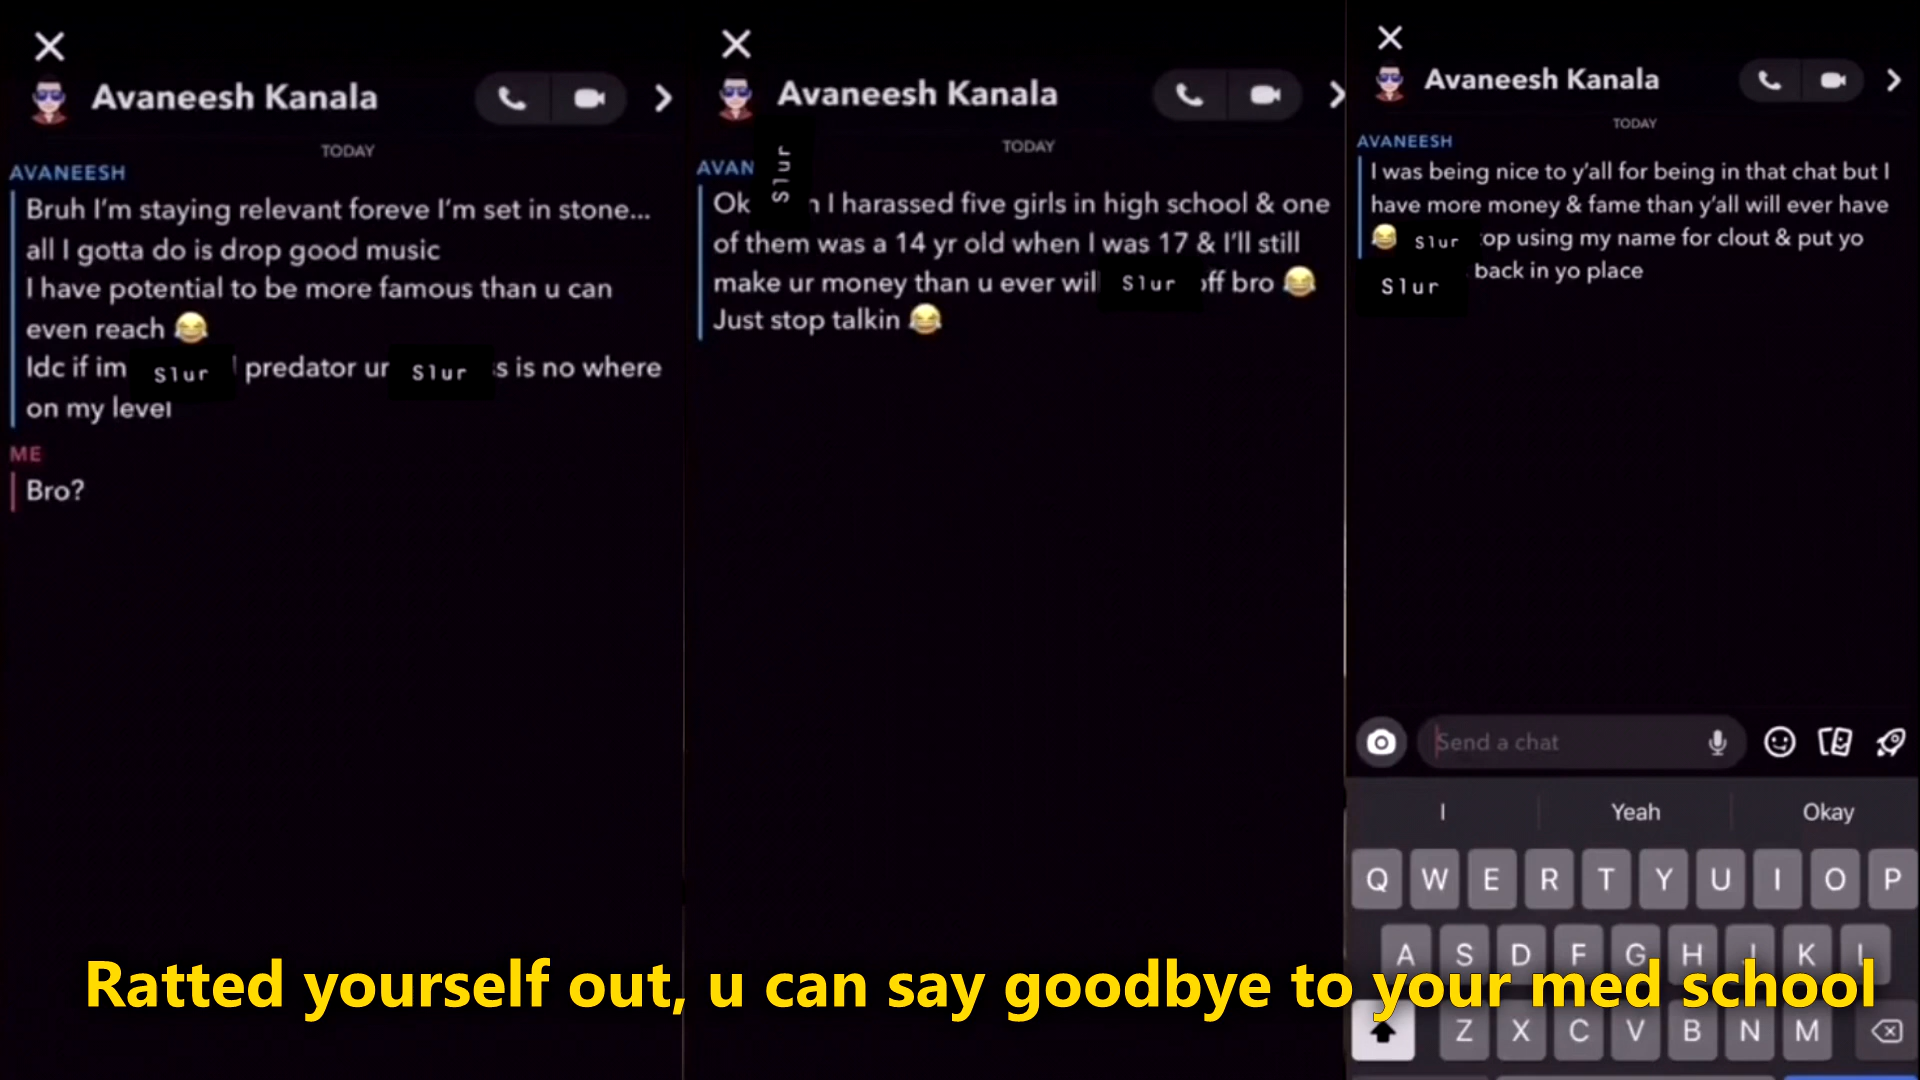 Avaneesh Kanala
TODAY
AVANEESH
Bruh I'm staying relevant foreve I'm set in stone...
all I gotta do is drop good music
I have potential to be more famous than u can
even reach 😂
Idc if im Slur predator ur Slur s is no where
on my level
ME
Bro?
Avaneesh Kanala
TODAY
AVAN
Slur
Ok n I harassed five girls in high school & one
of them was a 14 yr old when I was 17 & I'll still
make ur money than u ever will Slur off bro 😂
Just stop talkin 😂
Avaneesh Kanala
TODAY
AVANEESH
I was being nice to y'all for being in that chat but I
have more money & fame than y'all will ever have
😂 Slur top using my name for clout & put yo
Slur back in yo place
Send a chat
I Yeah Okay
Q W E R T Y U I O P
A S D F G H J K L
Ratted yourself out, u can say goodbye to your med school
Z X C V B N M